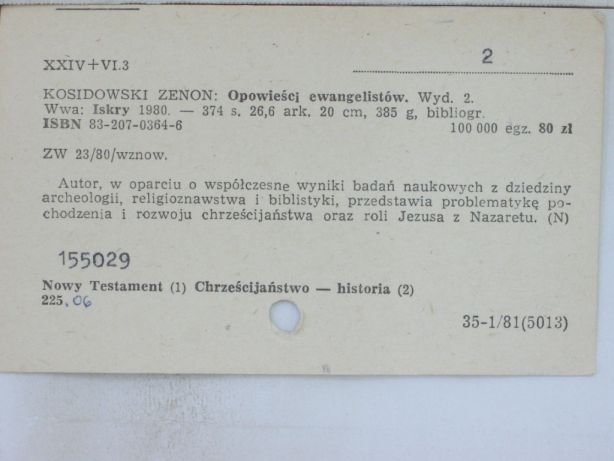 XXIV+VI.3
2
KOSIDOWSKI ZENON: Opowieści ewangelistów. Wyd. 2.
Wwa: Iskry 1980. — 374 s. 26,6 ark. 20 cm, 385 g, bibliogr.
ISBN 83-207-0364-6 100 000 egz. 80 zł
ZW 23/80/wznow.
Autor, w oparciu o współczesne wyniki badań naukowych z dziedziny
archeologii, religioznawstwa i biblistyki, przedstawia problematykę po-
chodzenia i rozwoju chrześcijaństwa oraz roli Jezusa z Nazaretu. (N)
155029
Nowy Testament (1) Chrześcijaństwo — historia (2)
225.06
35-1/81(5013)